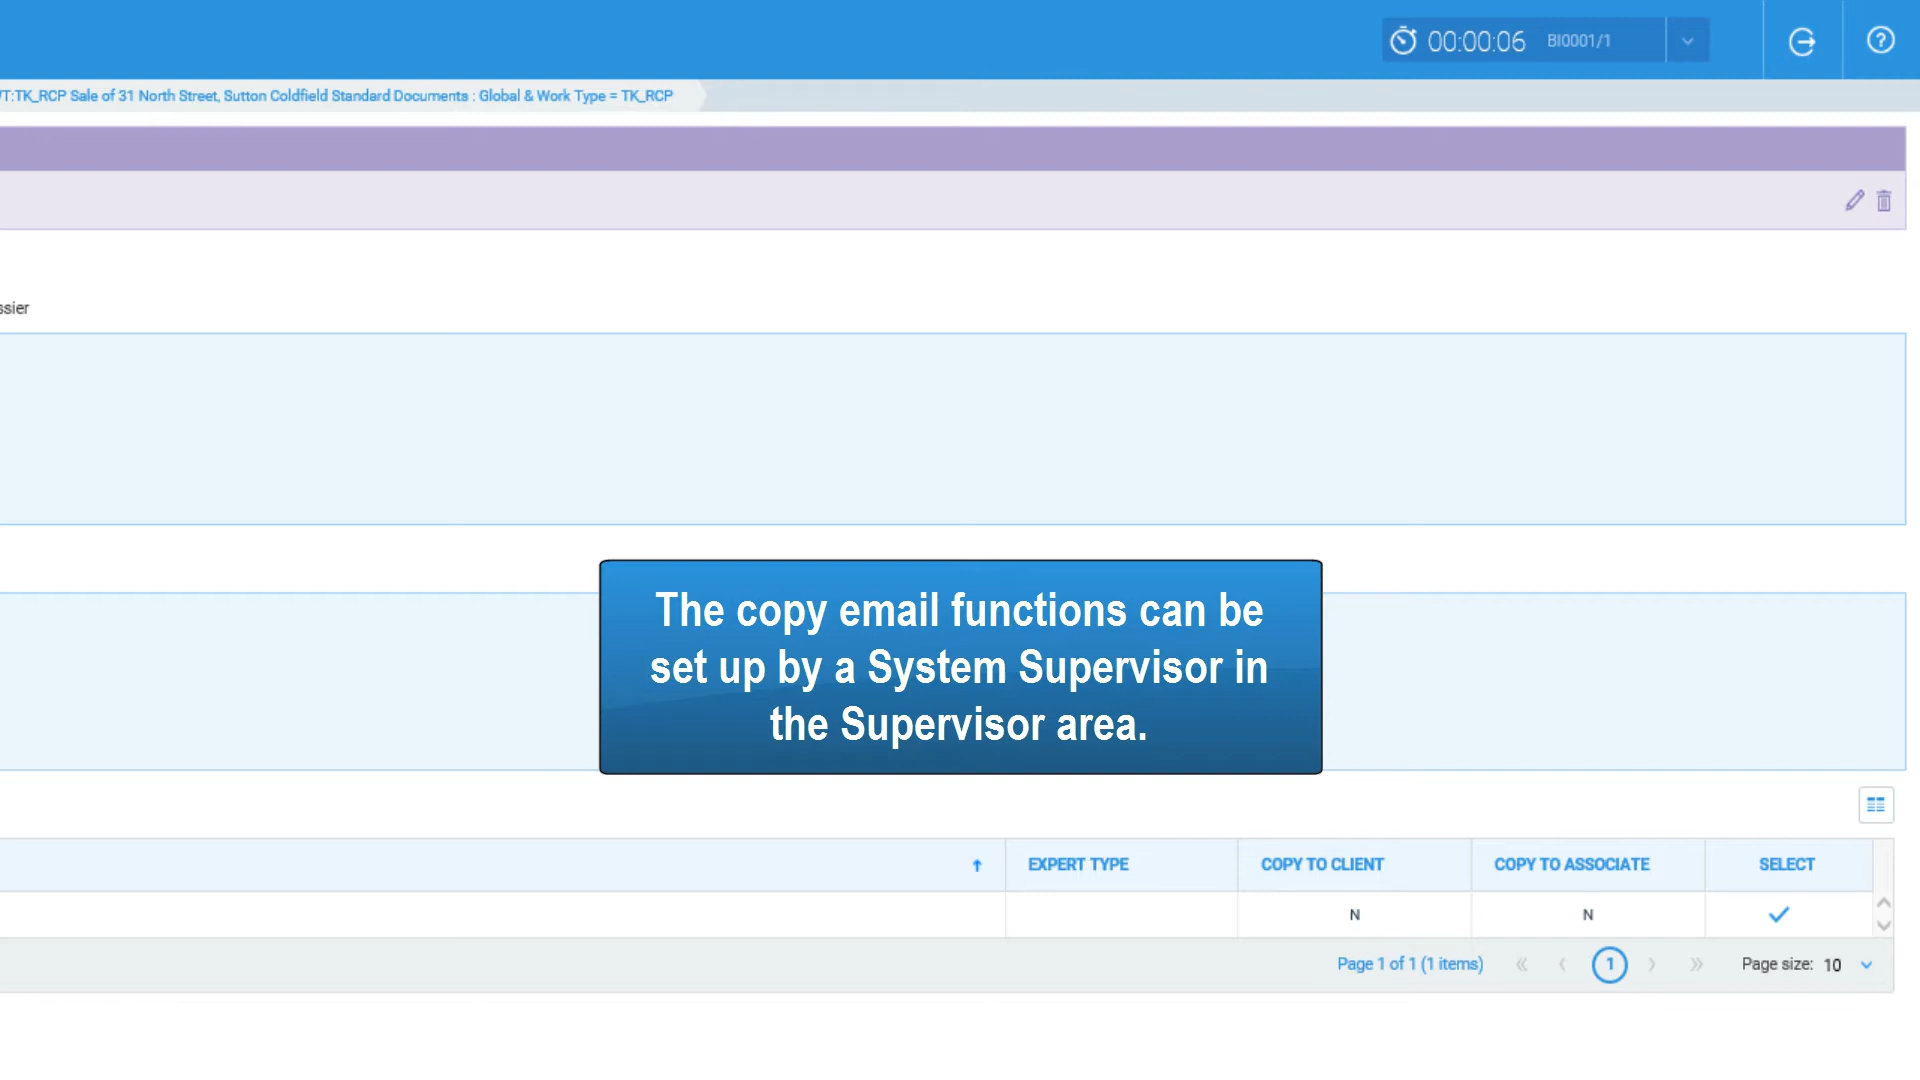 00:00:06 BI0001/1
/T:TK_RCP Sale of 31 North Street, Sutton Coldfield Standard Documents : Global & Work Type = TK_RCP
ssier
The copy email functions can be
set up by a System Supervisor in
the Supervisor area.
EXPERT TYPE COPY TO CLIENT COPY TO ASSOCIATE SELECT
N N
Page 1 of 1 (1 items) 1 Page size: 10